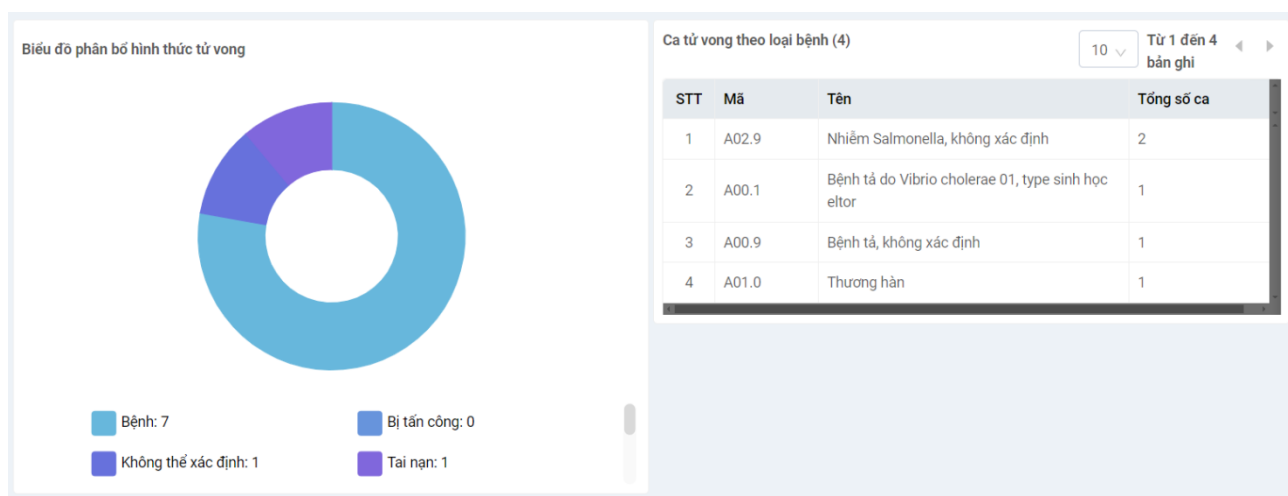 Biểu đồ phân bố hình thức tử vong
Bệnh: 7
Bị tấn công: 0
Không thể xác định: 1
Tai nạn: 1
Ca tử vong theo loại bệnh (4)
10
Từ 1 đến 4
bản ghi
STT Mã Tên Tổng số ca
1 A02.9 Nhiễm Salmonella, không xác định 2
2 A00.1 Bệnh tả do Vibrio cholerae 01, type sinh học
eltor 1
3 A00.9 Bệnh tả, không xác định 1
4 A01.0 Thương hàn 1